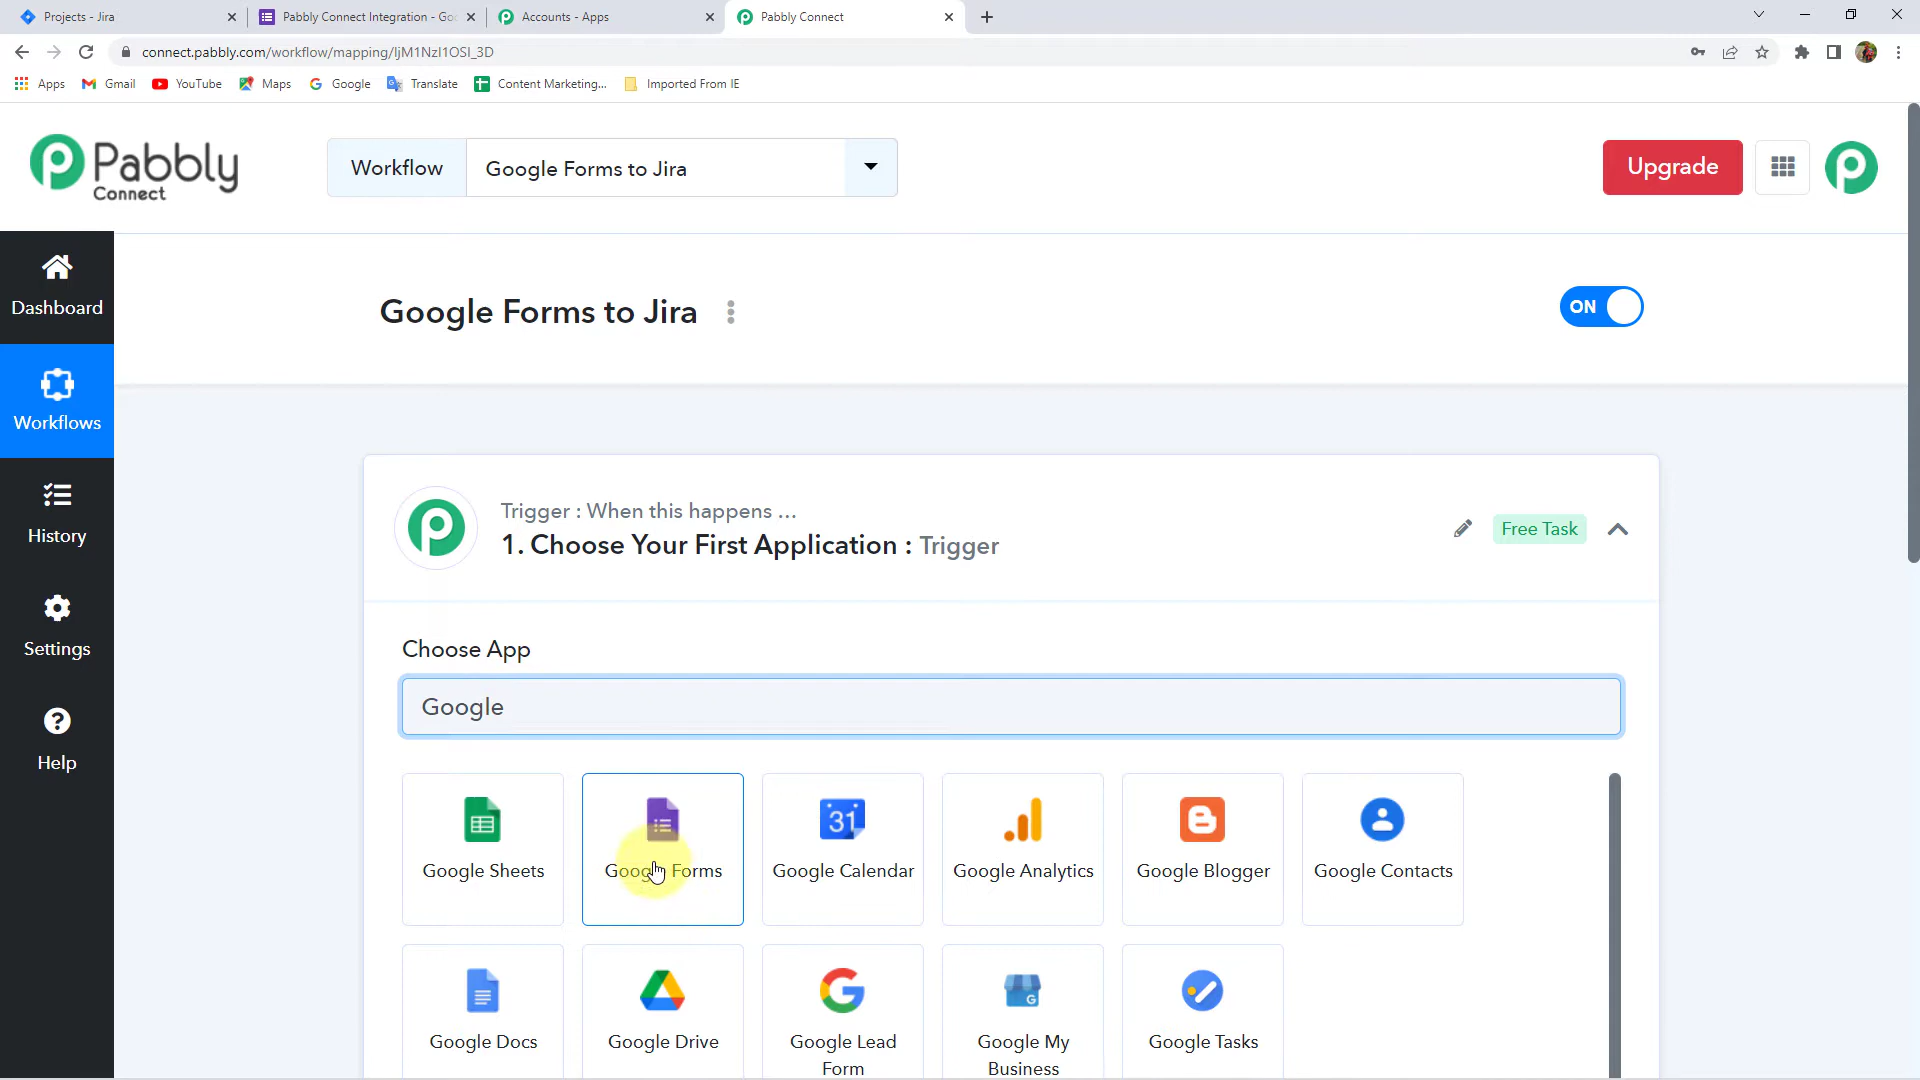 Projects - Jira
Pabbly Connect Integration - Goo
Accounts - Apps
Pabbly Connect
connect.pabbly.com/workflow/mapping/IjM1NzI1OSI_3D
Apps
Gmail
YouTube
Maps
Google
Translate
Content Marketing...
Imported From IE
Pabbly
Connect
Workflow
Google Forms to Jira
Upgrade
Dashboard
Workflows
History
Settings
Help
Google Forms to Jira
ON
Trigger : When this happens ...
1. Choose Your First Application : Trigger
Free Task
Choose App
Google
31
Google Sheets
Google Forms
Google Calendar
Google Analytics
Google Blogger
Google Contacts
Google Docs
Google Drive
Google Lead
Form
Google My
Business
Google Tasks